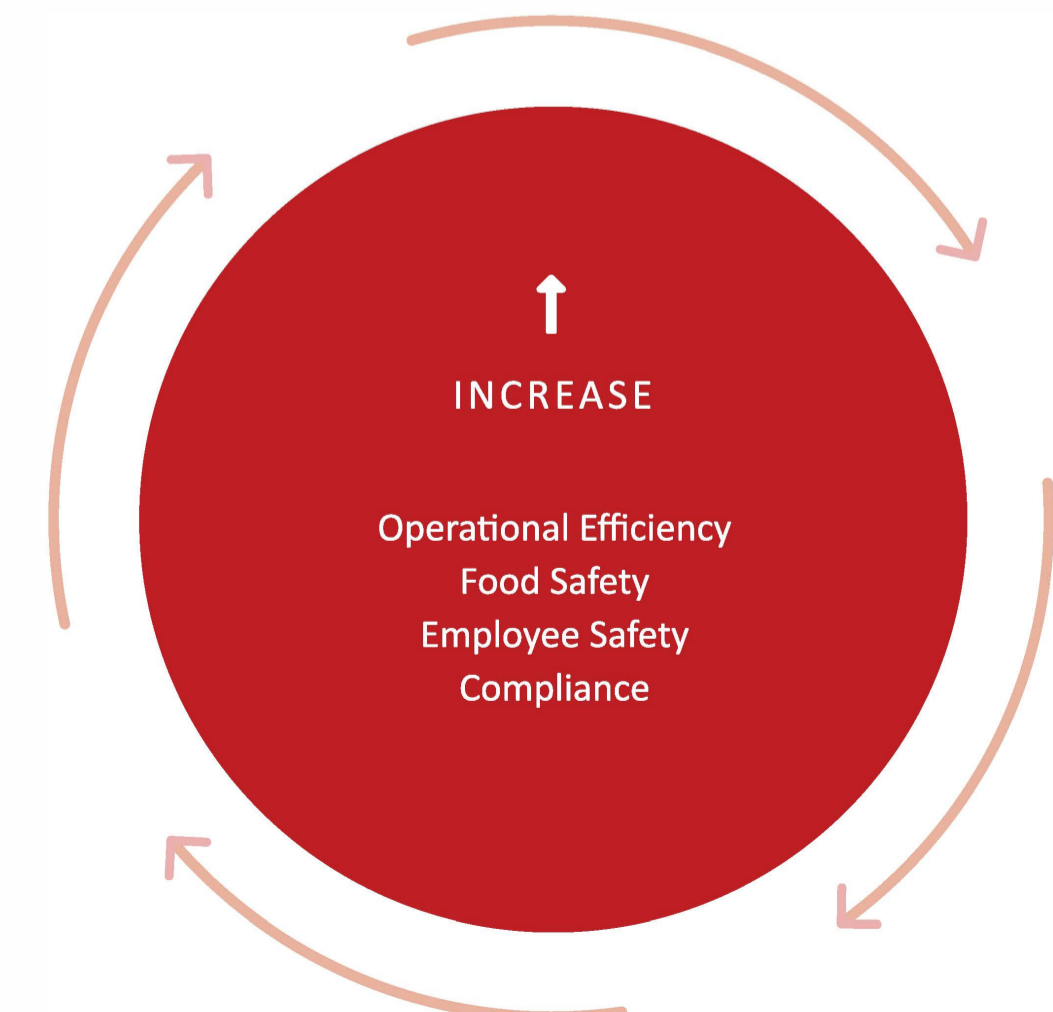 INCREASE
Operational Efficiency
Food Safety
Employee Safety
Compliance